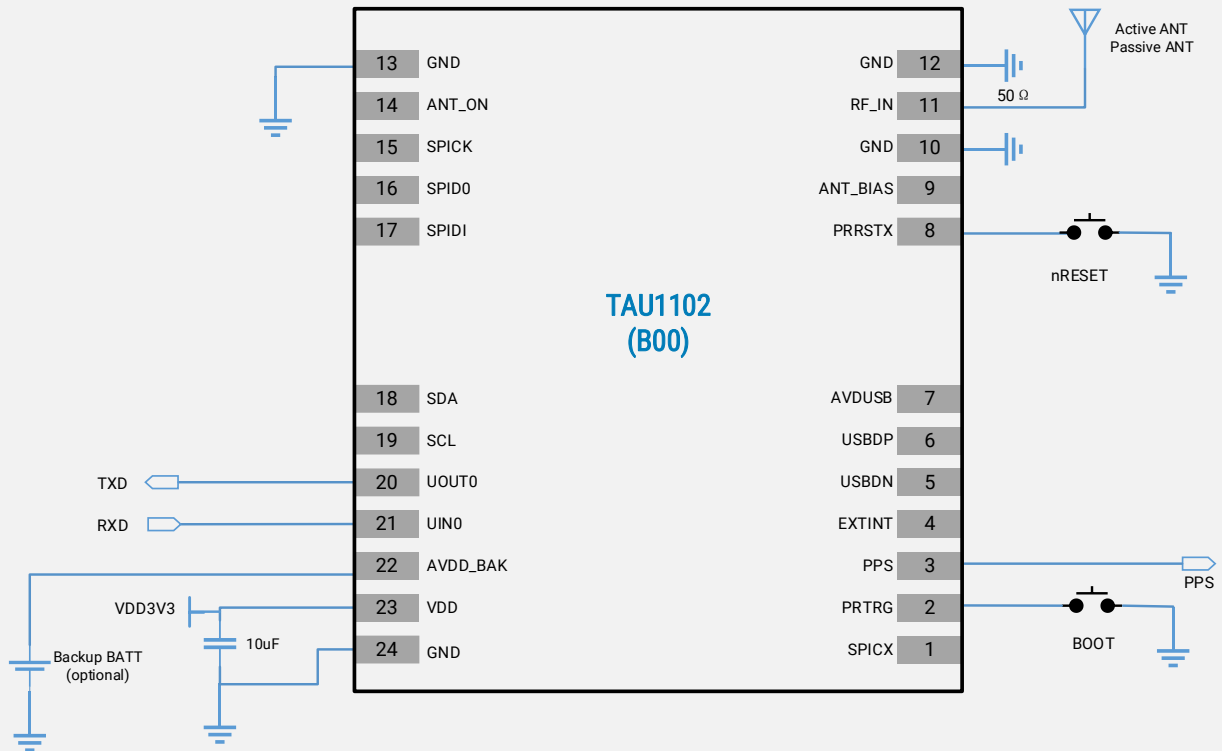 Active ANT
Passive ANT
13 GND
GND 12
14 ANT_ON
50 Ω
RF_IN 11
15 SPICK
GND 10
16 SPID0
ANT_BIAS 9
17 SPIDI
PRRSTX 8
nRESET
TAU1102
(B00)
18 SDA
AVDUSB 7
19 SCL
USBDP 6
TXD
20 UOUT0
USBDN 5
RXD
21 UIN0
EXTINT 4
22 AVDD_BAK
PPS 3
PPS
VDD3V3
23 VDD
PRTRG 2
10uF
24 GND
SPICX 1
BOOT
Backup BATT
(optional)